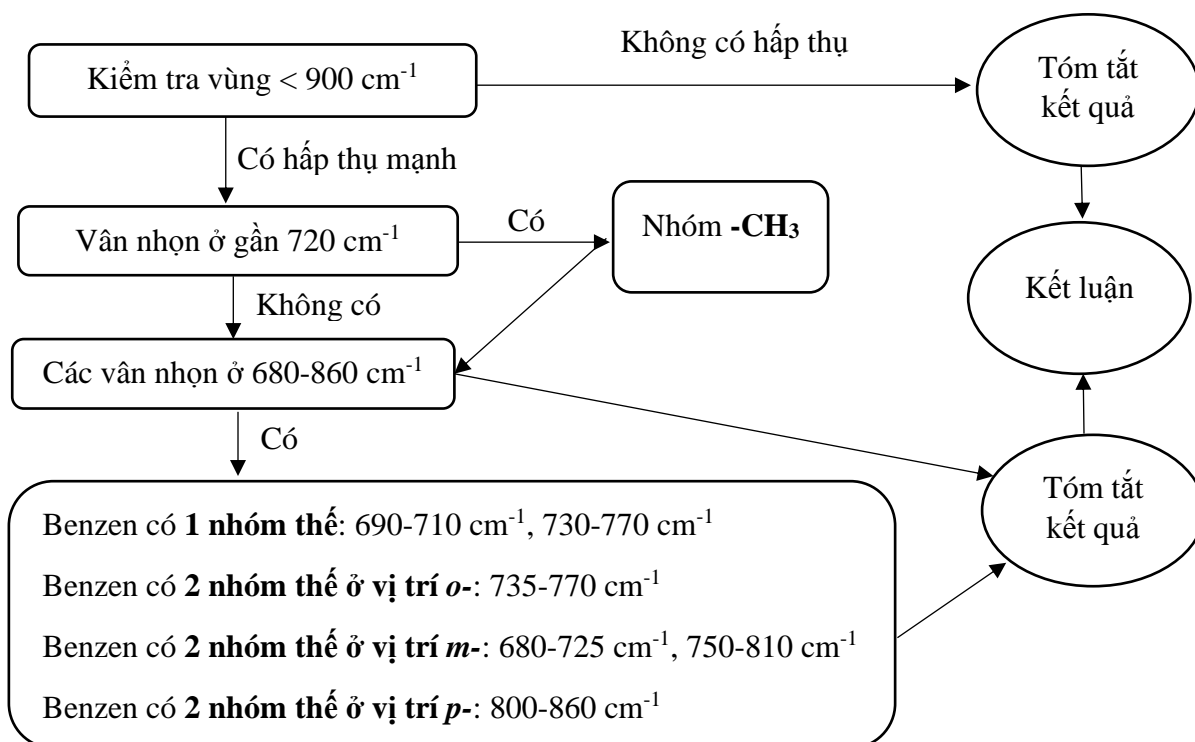 Không có hấp thụ
Kiểm tra vùng < 900 cm⁻¹
Tóm tắt
kết quả
Có hấp thụ mạnh
Vân nhọn ở gần 720 cm⁻¹
Có
Nhóm -CH₃
Kết luận
Không có
Các vân nhọn ở 680-860 cm⁻¹
Có
Tóm tắt
kết quả
Benzen có 1 nhóm thế: 690-710 cm⁻¹, 730-770 cm⁻¹
Benzen có 2 nhóm thế ở vị trí o-: 735-770 cm⁻¹
Benzen có 2 nhóm thế ở vị trí m-: 680-725 cm⁻¹, 750-810 cm⁻¹
Benzen có 2 nhóm thế ở vị trí p-: 800-860 cm⁻¹